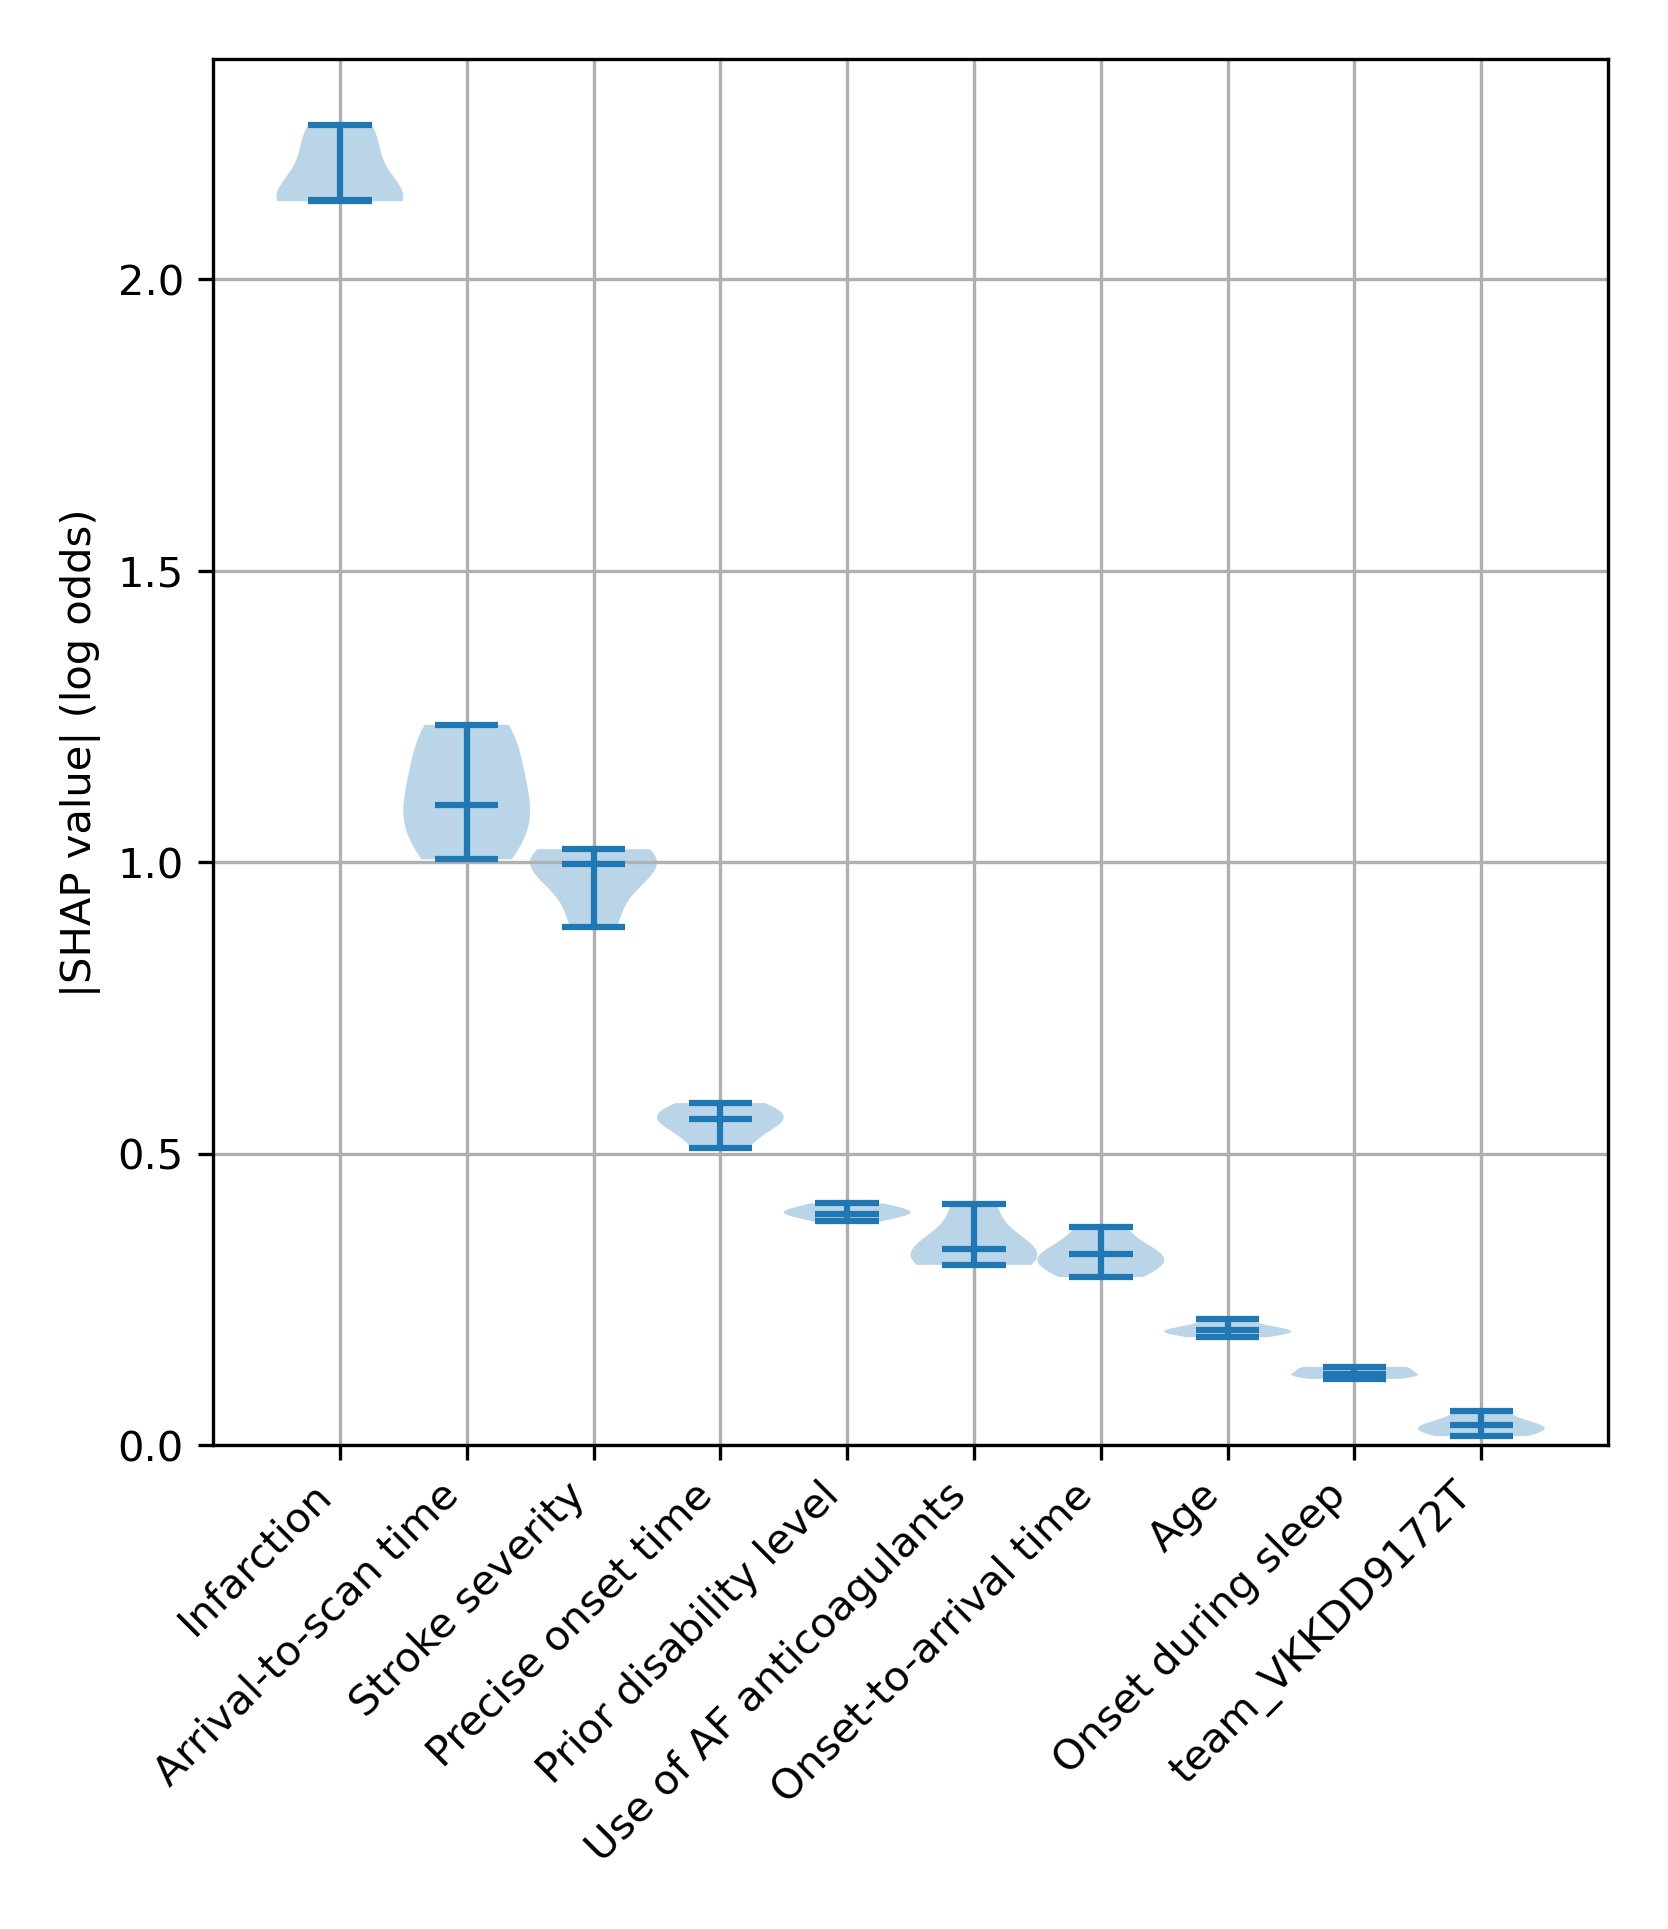 |SHAP value| (log odds)
2.0
1.5
1.0
0.5
0.0
Infarction
Arrival-to-scan time
Stroke severity
Precise onset time
Prior disability level
Use of AF anticoagulants
Onset-to-arrival time
Age
Onset during sleep
team_VKKDD9172T